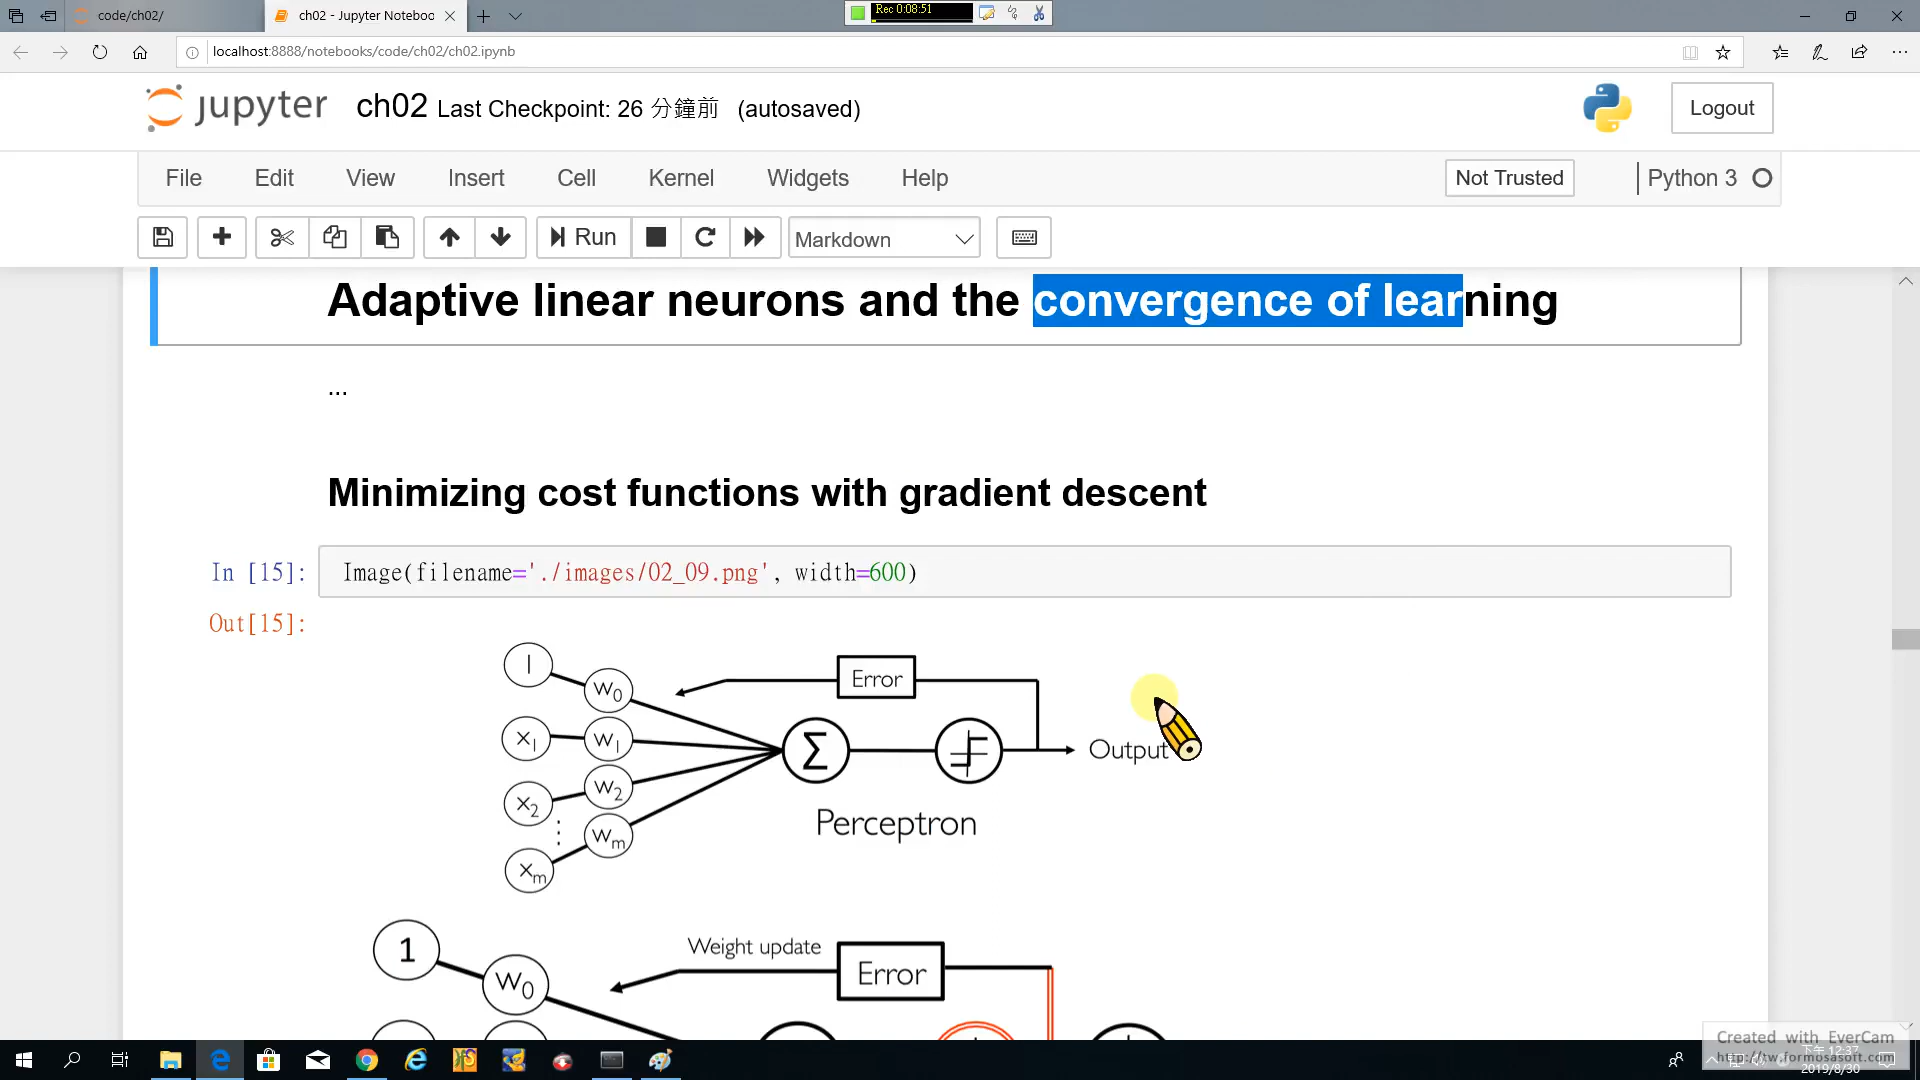 code/ch02/
ch02 - Jupyter Noteboo
Rec 0:08:51
localhost:8888/notebooks/code/ch02/ch02.ipynb
jupyter ch02 Last Checkpoint: 26 分鐘前 (autosaved)
Logout
File Edit View Insert Cell Kernel Widgets Help
Not Trusted
Python 3
Run
Markdown
Adaptive linear neurons and the convergence of learning
...
Minimizing cost functions with gradient descent
In [15]: Image(filename='./images/02_09.png', width=600)
Out[15]:
1
w0
Error
x1
w1
Σ
Output
x2
w2
Perceptron
wm
xm
1
Weight update
Error
w0
Created with EverCam
http://tw.formosasoft.com
下午 12:37
2019/8/30